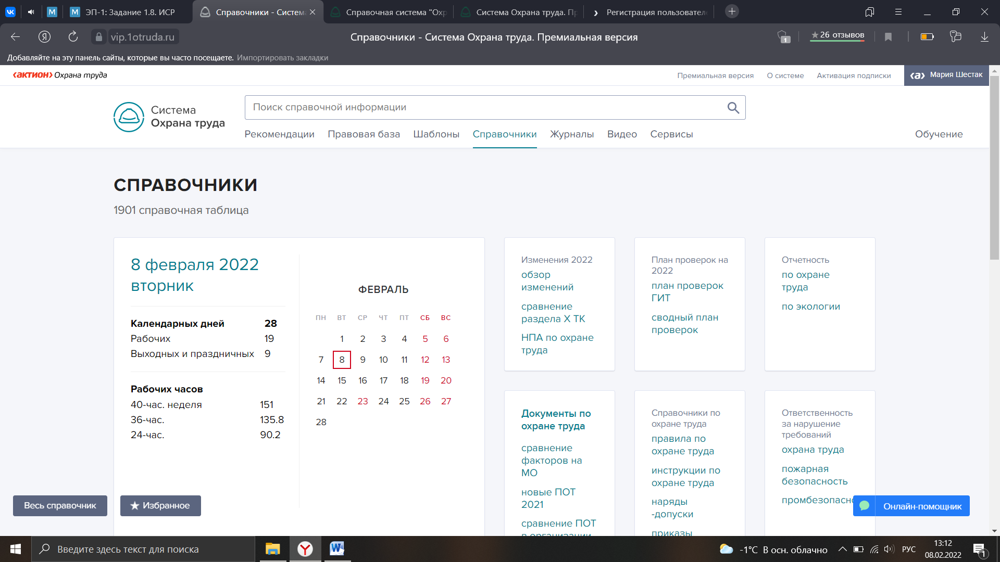 ЭП-1: Задание 1.8. ИСР
Справочники - Систем
Справочная система "Охр
Система Охрана труда. П
Регистрация пользовател
vip.1otruda.ru
Справочники - Система Охрана труда. Премиальная версия
1
★26 отзывов
Добавляйте на эту панель сайты, которые вы часто посещаете. Импортировать закладки
‹актион› Охрана труда
Премиальная версия
О системе
Активация подписки
‹а› Мария Шестак
Система
Охрана труда
Поиск справочной информации
Рекомендации
Правовая база
Шаблоны
Справочники
Журналы
Видео
Сервисы
Обучение
СПРАВОЧНИКИ
1901 справочная таблица
8 февраля 2022
вторник
Календарных дней 28
Рабочих 19
Выходных и праздничных 9
Рабочих часов
40-час. неделя 151
36-час. 135.8
24-час. 90.2
ФЕВРАЛЬ
ПН ВТ СР ЧТ ПТ СБ ВС
1 2 3 4 5 6
7 8 9 10 11 12 13
14 15 16 17 18 19 20
21 22 23 24 25 26 27
28
Изменения 2022
обзор
изменений
сравнение
раздела X ТК
НПА по охране
труда
План проверок на
2022
план проверок
ГИТ
сводный план
проверок
Отчетность
по охране
труда
по экологии
Документы по
охране труда
сравнение
факторов на
МО
новые ПОТ
2021
сравнение ПОТ
в организации
Справочники по
охране труда
правила по
охране труда
инструкции по
охране труда
наряды
-допуски
приказы
Ответственность
за нарушение
требований
охрана труда
пожарная
безопасность
промбезопасно
Весь справочник
★ Избранное
Онлайн-помощник
Введите здесь текст для поиска
-1°C В осн. облачно
РУС
13:12
08.02.2022
1